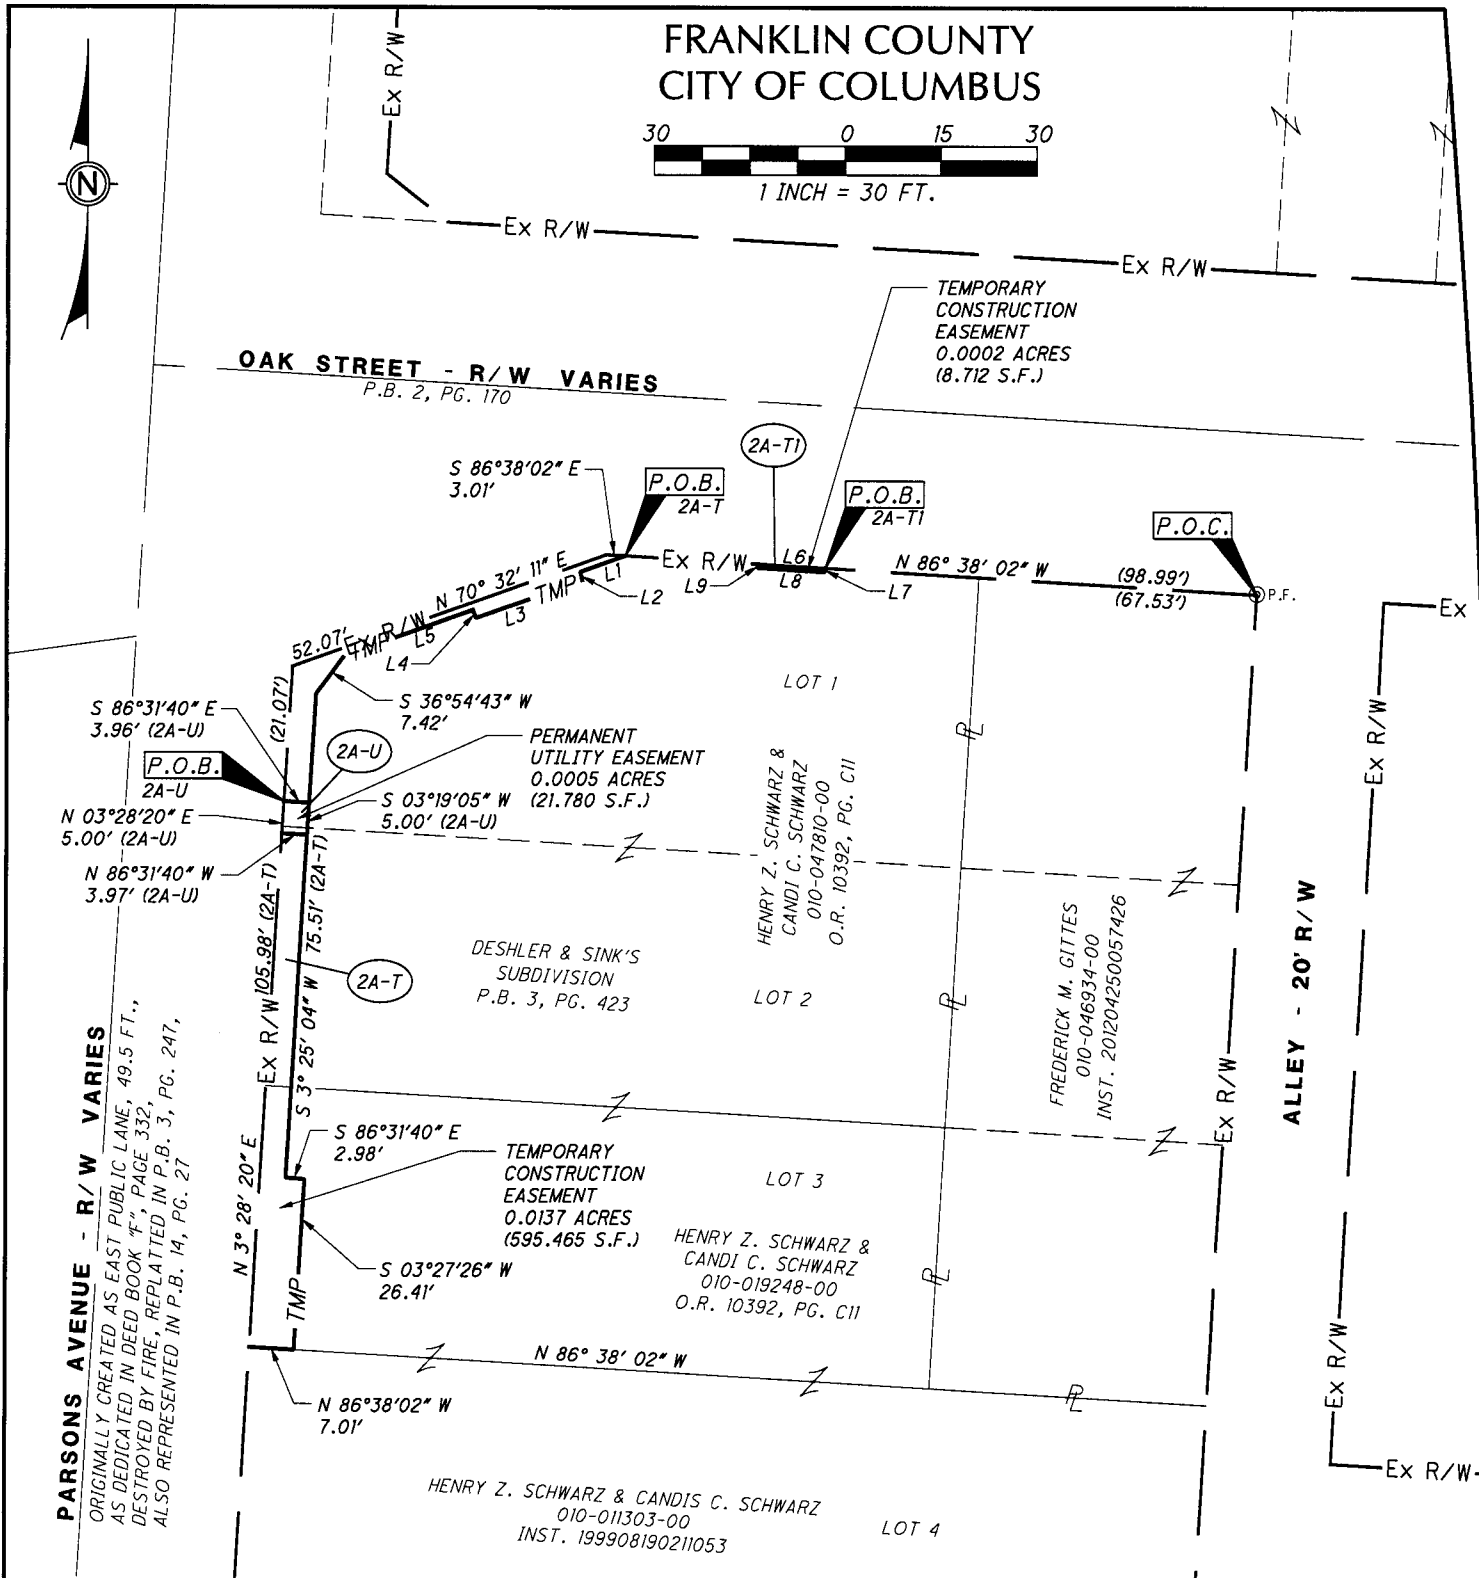 FRANKLIN COUNTY
CITY OF COLUMBUS
30 0 15 30
1 INCH = 30 FT.
N
Ex R/W
Ex R/W
Ex R/W
TEMPORARY
CONSTRUCTION
EASEMENT
0.0002 ACRES
(8.712 S.F.)
OAK STREET - R/W VARIES
P.B. 2, PG. 170
2A-T1
S 86°38'02" E
3.01'
P.O.B.
2A-T
P.O.B.
2A-T1
P.O.C.
P.F.
Ex R/W
L6
L8
L9
L7
N 86° 38' 02" W
(98.99')
(67.53')
Ex
N 70° 32' 11" E
52.07'
Ex R/W
TMP
L5
L4
L3
TMP
L1
L2
S 36°54'43" W
7.42'
LOT 1
(21.07')
S 86°31'40" E
3.96' (2A-U)
P.O.B.
2A-U
2A-U
PERMANENT
UTILITY EASEMENT
0.0005 ACRES
(21.780 S.F.)
N 03°28'20" E
5.00' (2A-U)
S 03°19'05" W
5.00' (2A-U)
N 86°31'40" W
3.97' (2A-U)
HENRY Z. SCHWARZ &
CANDI C. SCHWARZ
010-047810-00
O.R. 10392, PG. C11
PL
Ex R/W
105.98' (2A-T)
75.51' (2A-T)
S 3° 25' 04" W
Ex R/W
2A-T
DESHLER & SINK'S
SUBDIVISION
P.B. 3, PG. 423
LOT 2
PL
FREDERICK M. GITTES
010-046934-00
INST. 201204250057426
ALLEY - 20' R/W
Ex R/W
N 3° 28' 20" E
S 86°31'40" E
2.98'
TEMPORARY
CONSTRUCTION
EASEMENT
0.0137 ACRES
(595.465 S.F.)
LOT 3
HENRY Z. SCHWARZ &
CANDI C. SCHWARZ
010-019248-00
O.R. 10392, PG. C11
PL
S 03°27'26" W
26.41'
TMP
N 86° 38' 02" W
PL
N 86°38'02" W
7.01'
Ex R/W
Ex R/W
PARSONS AVENUE - R/W VARIES
ORIGINALLY CREATED AS EAST PUBLIC LANE, 49.5 FT.,
AS DEDICATED IN DEED BOOK "F", PAGE 332,
DESTROYED BY FIRE, REPLATTED IN P.B. 3, PG. 247,
ALSO REPRESENTED IN P.B. 14, PG. 27
HENRY Z. SCHWARZ & CANDIS C. SCHWARZ
010-011303-00
INST. 199908190211053
LOT 4